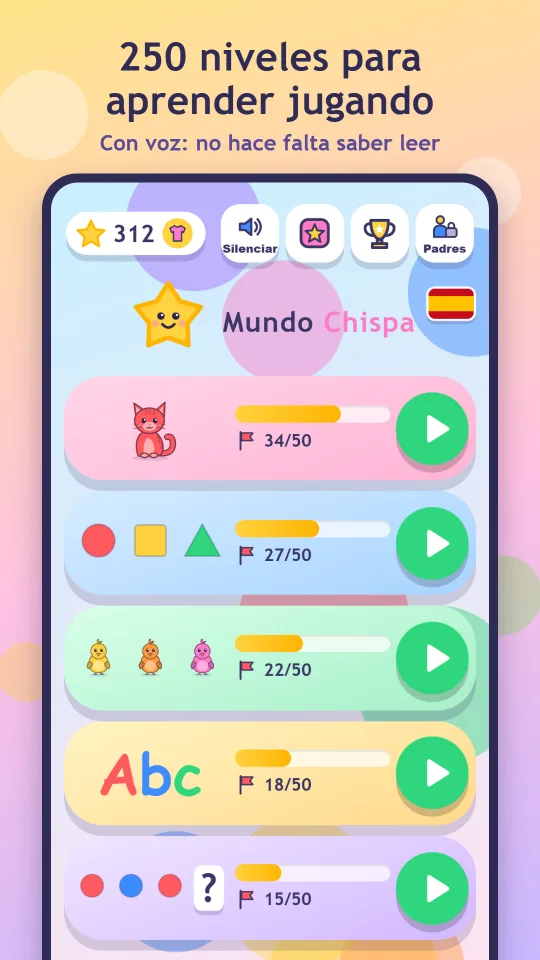 250 niveles para
aprender jugando
Con voz: no hace falta saber leer
312
Silenciar
Padres
Mundo Chispa
34/50
27/50
22/50
Abc
18/50
?
15/50